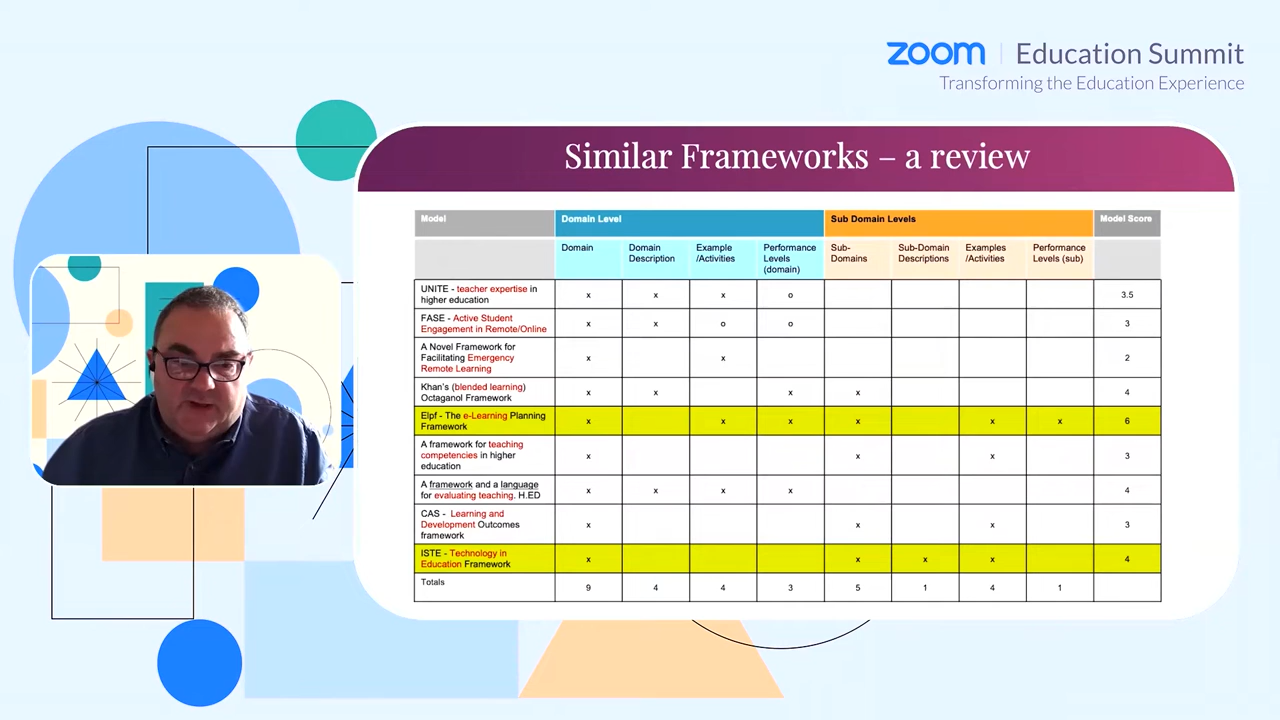 zoom | Education Summit
Transforming the Education Experience
Similar Frameworks – a review
Model Domain Level Sub Domain Levels Model Score
Domain Domain Description Example /Activities Performance Levels (domain) Sub-Domains Sub-Domain Descriptions Examples /Activities Performance Levels (sub)
UNITE - teacher expertise in
higher education
x x x o 3.5
FASE - Active Student
Engagement in Remote/Online
x x o o 3
A Novel Framework for
Facilitating Emergency
Remote Learning
x x 2
Khan's (blended learning)
Octaganol Framework
x x x x 4
Elpf - The e-Learning Planning
Framework
x x x x x x 6
A framework for teaching
competencies in higher
education
x x x 3
A framework and a language
for evaluating teaching. H.ED
x x x x 4
CAS - Learning and
Development Outcomes
framework
x x x 3
ISTE - Technology in
Education Framework
x x x x 4
Totals 9 4 4 3 5 1 4 1